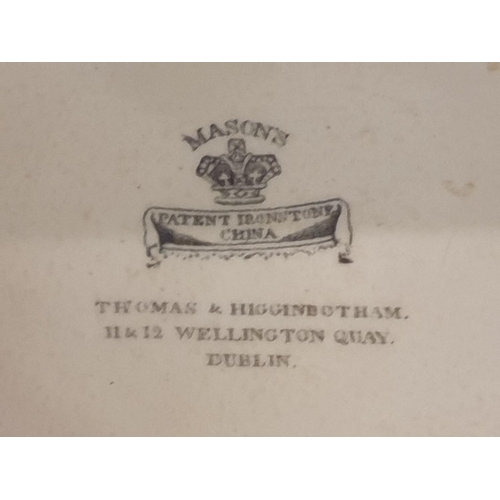 MASON'S
PATENT IRONSTONE
CHINA
THOMAS & HIGGINBOTHAM.
11 & 12 WELLINGTON QUAY.
DUBLIN.